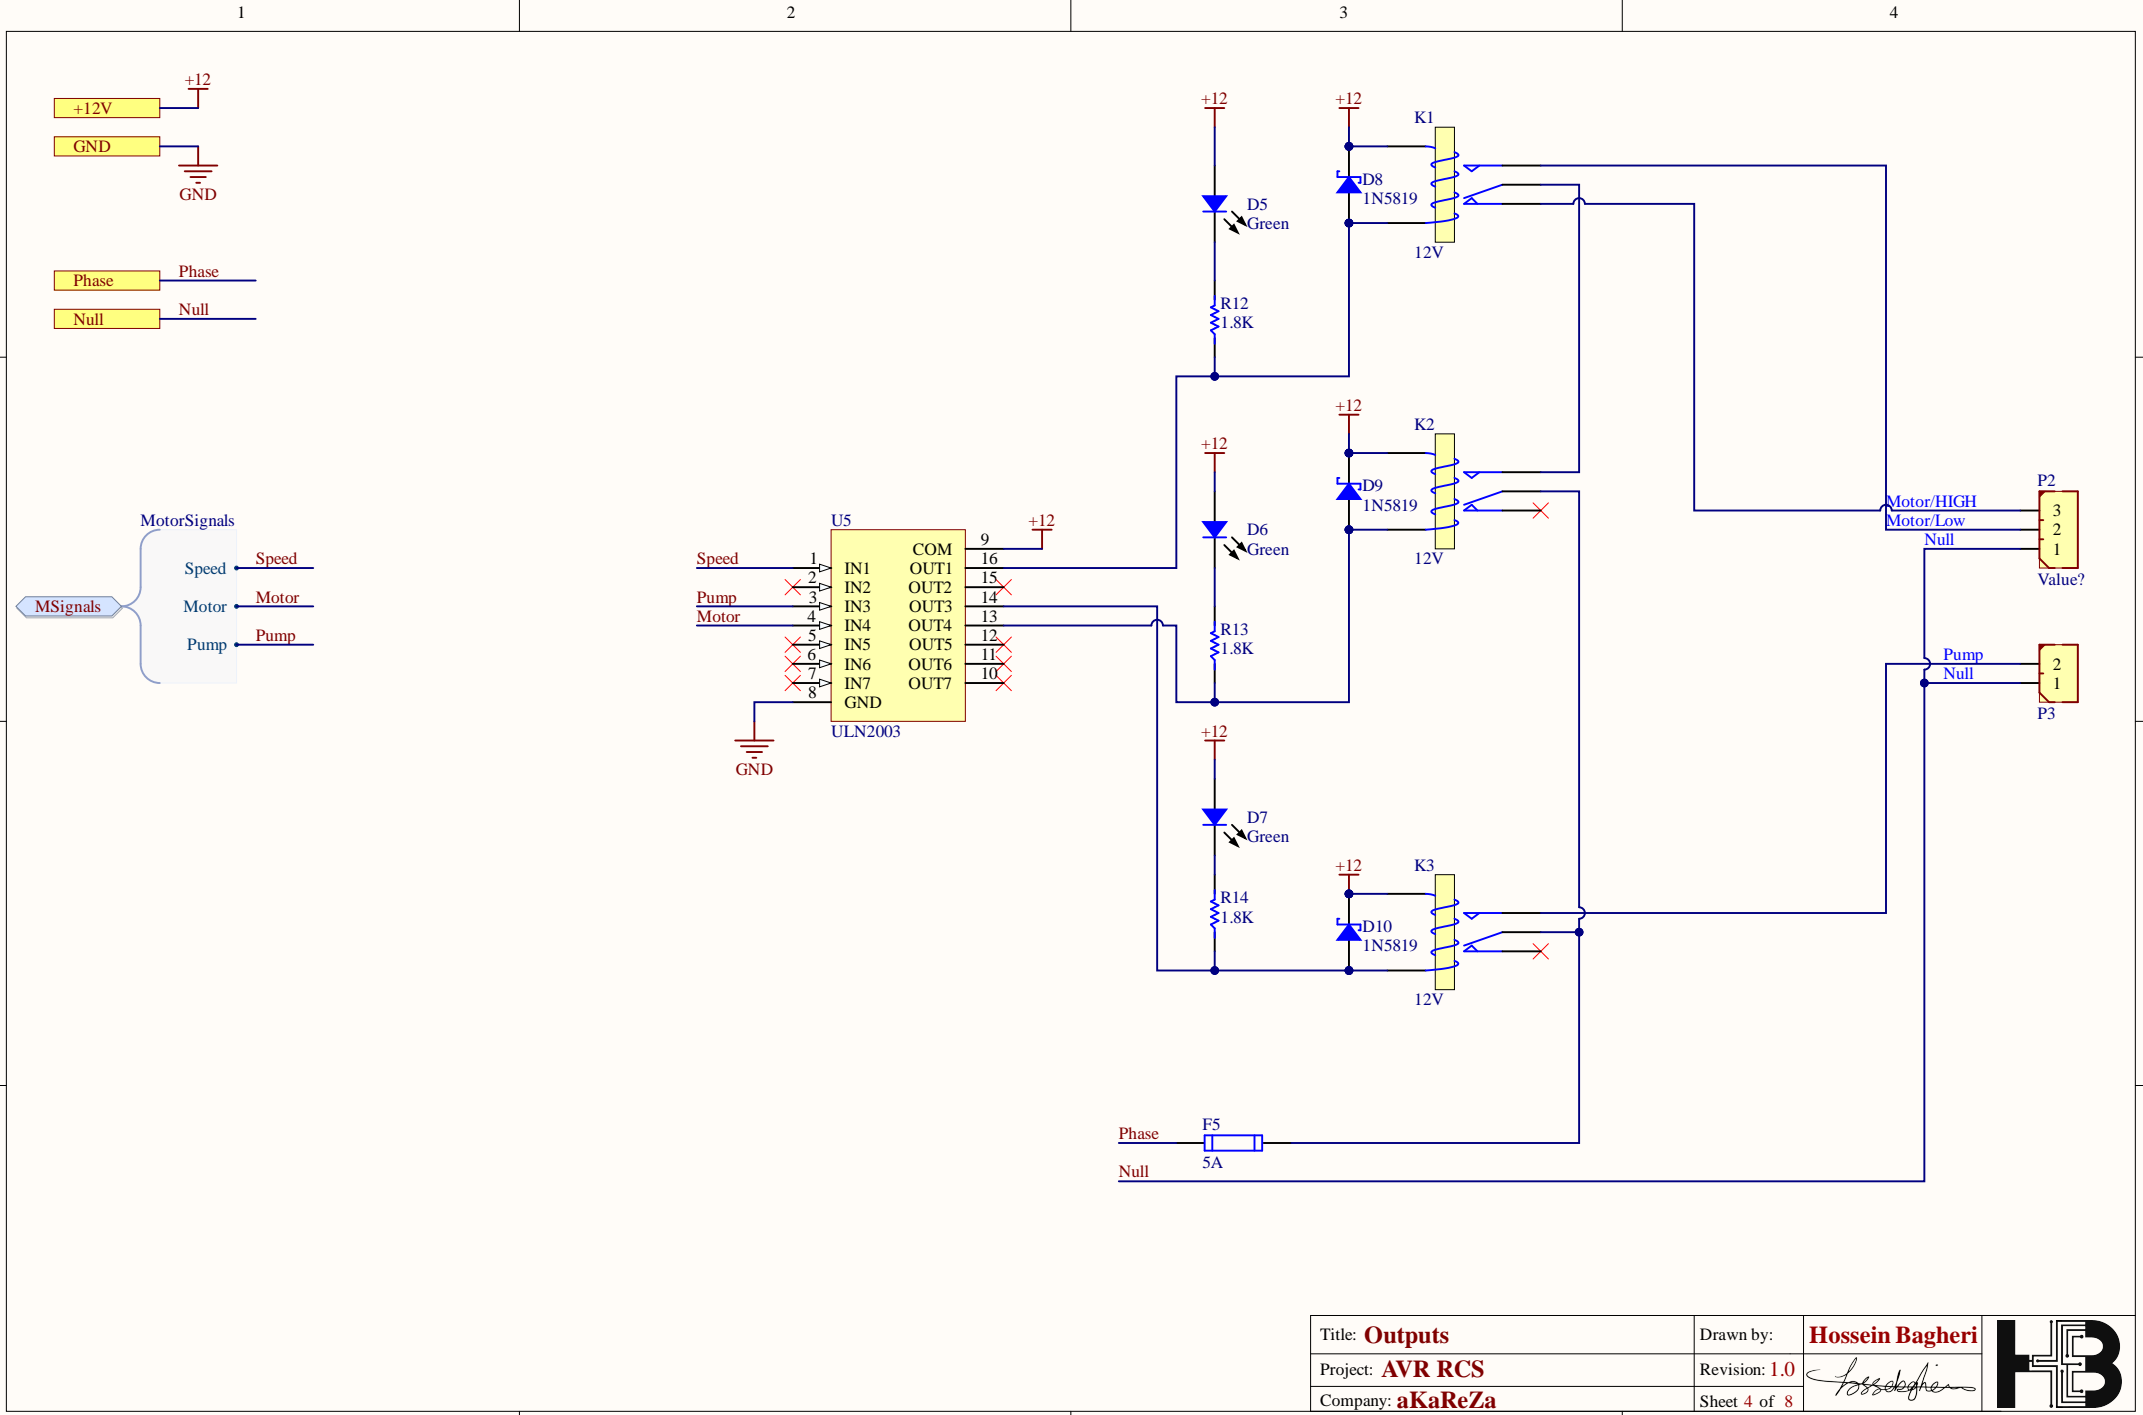 1 2 3 4
+12
+12V
GND
GND
Phase Phase
Null Null
MotorSignals
MSignals
Speed Speed
Motor Motor
Pump Pump
U5
Speed 1 IN1
2 IN2
Pump 3 IN3
Motor 4 IN4
5 IN5
6 IN6
7 IN7
8 GND
COM 9 +12
OUT1 16
OUT2 15
OUT3 14
OUT4 13
OUT5 12
OUT6 11
OUT7 10
ULN2003
GND
+12
D5
Green
R12
1.8K
+12
D8
1N5819
K1
12V
+12
D6
Green
R13
1.8K
+12
D9
1N5819
K2
12V
+12
D7
Green
R14
1.8K
+12
D10
1N5819
K3
12V
P2
Motor/HIGH 3
Motor/Low 2
Null 1
Value?
Pump 2
Null 1
P3
Phase F5
5A
Null
Title: Outputs
Project: AVR RCS
Company: aKaReZa
Drawn by: Hossein Bagheri
Revision: 1.0
Sheet 4 of 8
HB